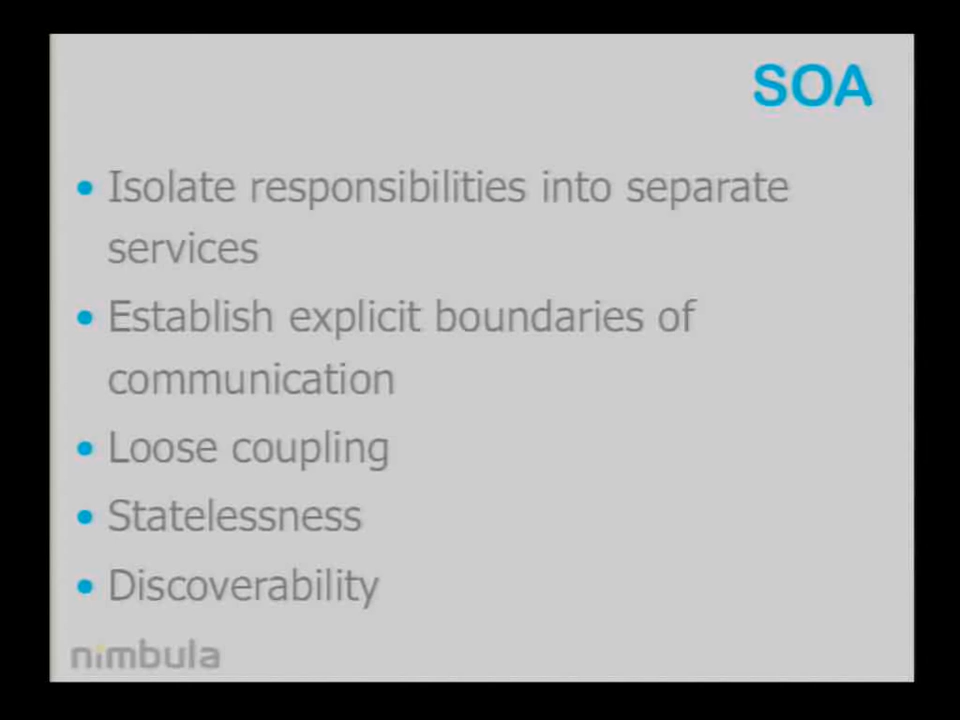 SOA
• Isolate responsibilities into separate
services
• Establish explicit boundaries of
communication
• Loose coupling
• Statelessness
• Discoverability
nimbula